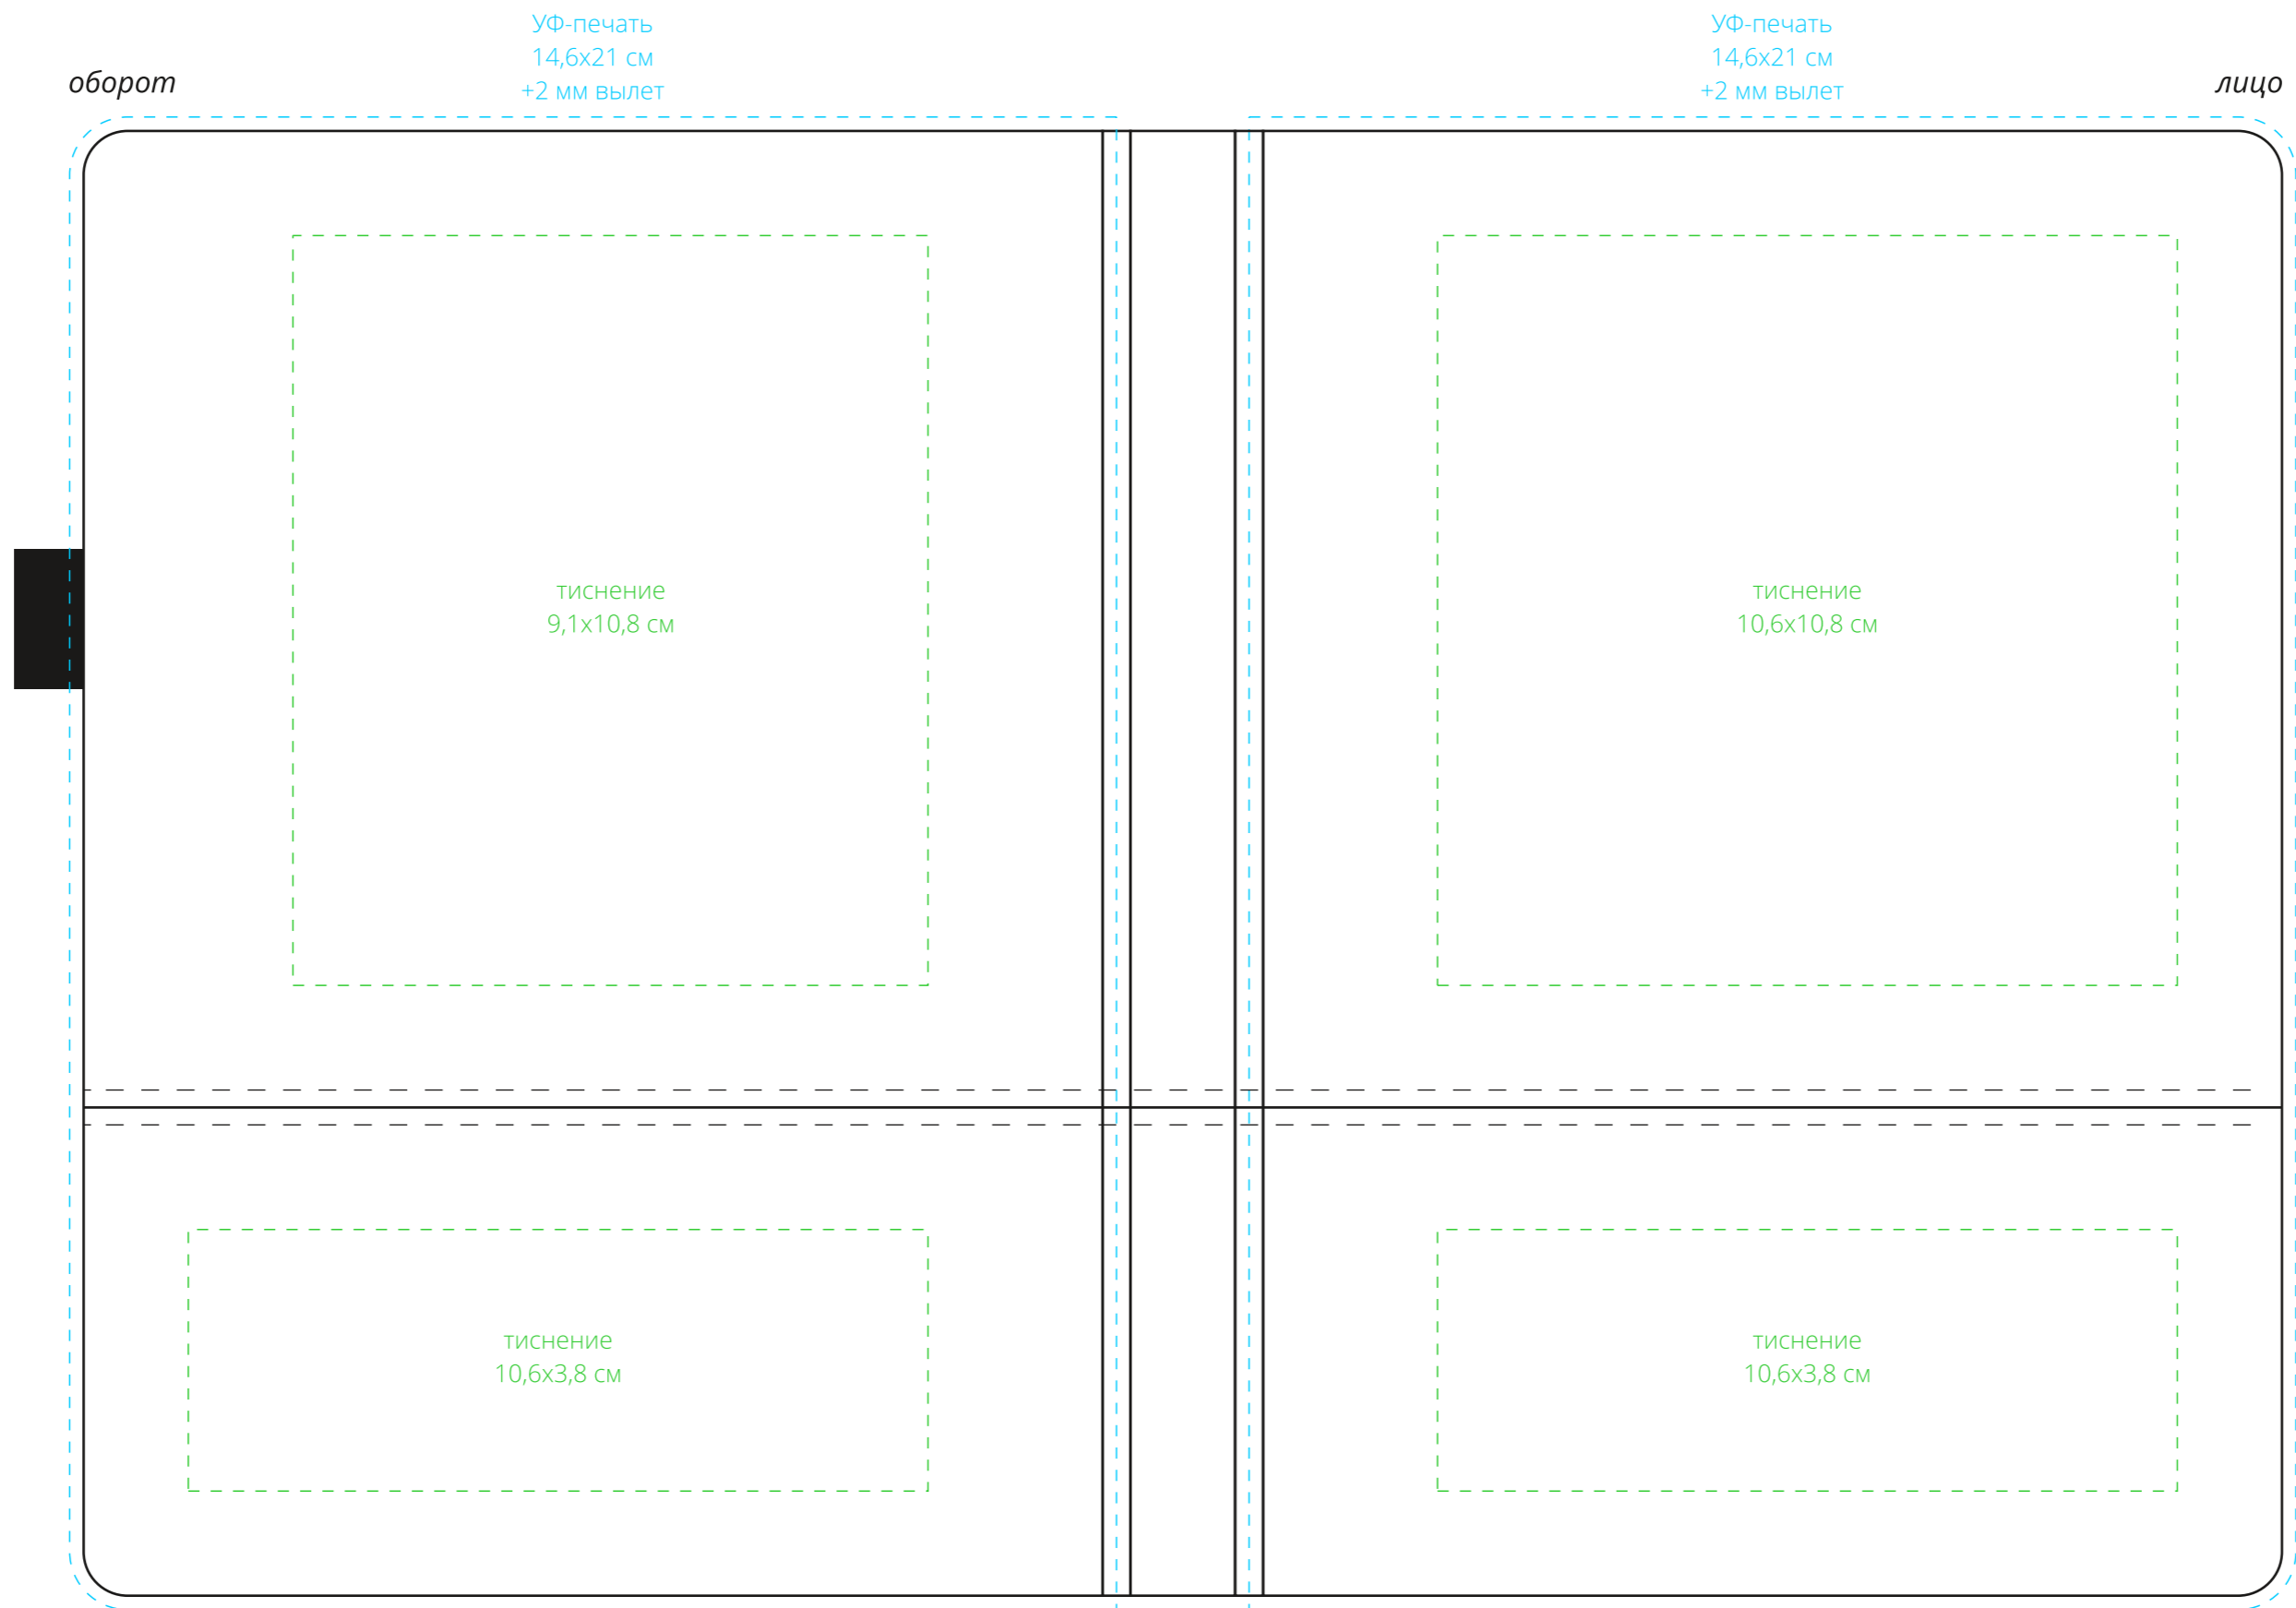 УФ-печать
14,6х21 см
+2 мм вылет
УФ-печать
14,6х21 см
+2 мм вылет
оборот
лицо
тиснение
9,1х10,8 см
тиснение
10,6х10,8 см
тиснение
10,6х3,8 см
тиснение
10,6х3,8 см